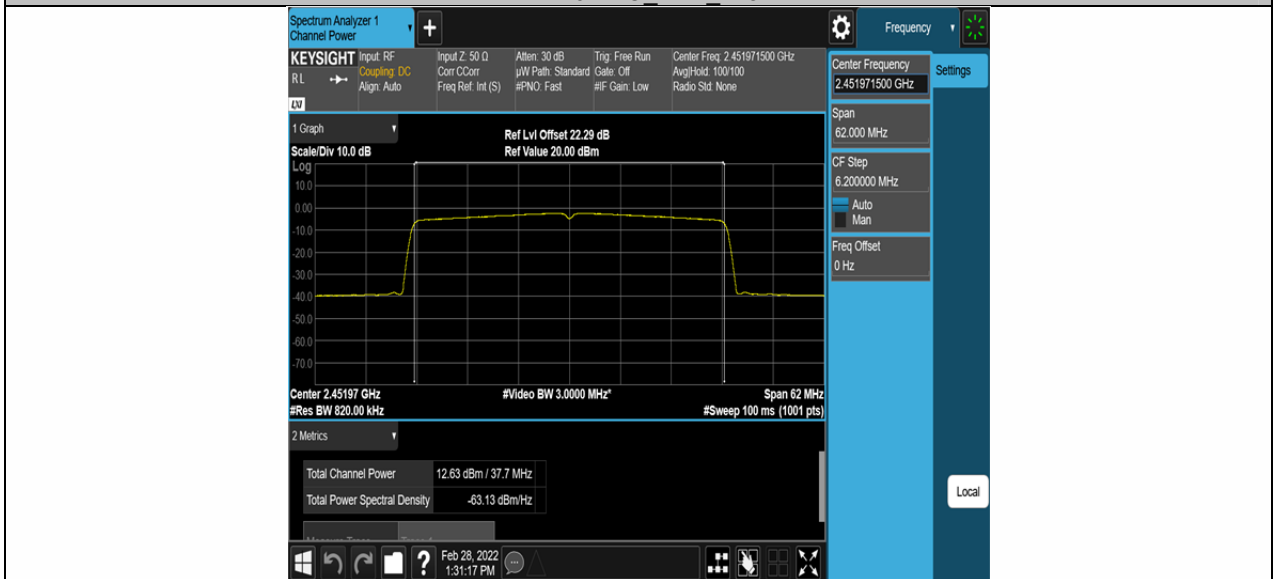 Spectrum Analyzer 1
Channel Power
+
Frequency
KEYSIGHT
RL
LXI
Input: RF
Coupling: DC
Align: Auto
Input Z: 50 Ω
Corr CCorr
Freq Ref: Int (S)
Atten: 30 dB
µW Path: Standard
#PNO: Fast
Trig: Free Run
Gate: Off
#IF Gain: Low
Center Freq: 2.451971500 GHz
Avg|Hold: 100/100
Radio Std: None
Center Frequency
2.451971500 GHz
Settings
Span
62.000 MHz
CF Step
6.200000 MHz
Auto
Man
Freq Offset
0 Hz
Local
1 Graph
Scale/Div 10.0 dB
Ref Lvl Offset 22.29 dB
Ref Value 20.00 dBm
Log
10.0
0.00
-10.0
-20.0
-30.0
-40.0
-50.0
-60.0
-70.0
Center 2.45197 GHz
#Res BW 820.00 kHz
#Video BW 3.0000 MHz*
Span 62 MHz
#Sweep 100 ms (1001 pts)
2 Metrics
Total Channel Power 12.63 dBm / 37.7 MHz
Total Power Spectral Density -63.13 dBm/Hz
?
Feb 28, 2022
1:31:17 PM